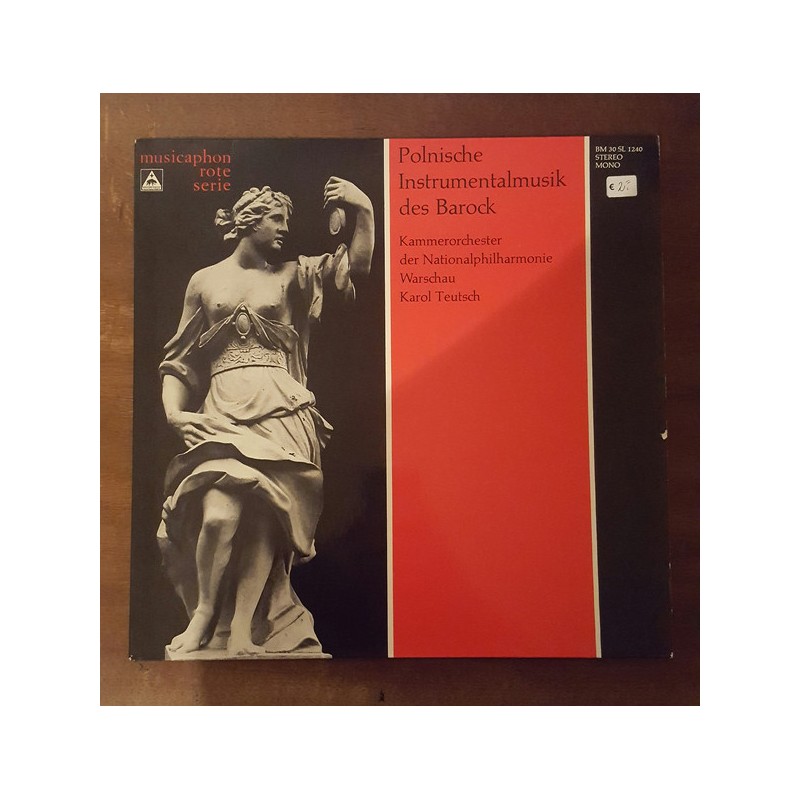 musicaphon
rote
serie
Polnische
Instrumentalmusik
des Barock
Kammerorchester
der Nationalphilharmonie
Warschau
Karol Teutsch
BM 30 SL 1240
STEREO
MONO
€